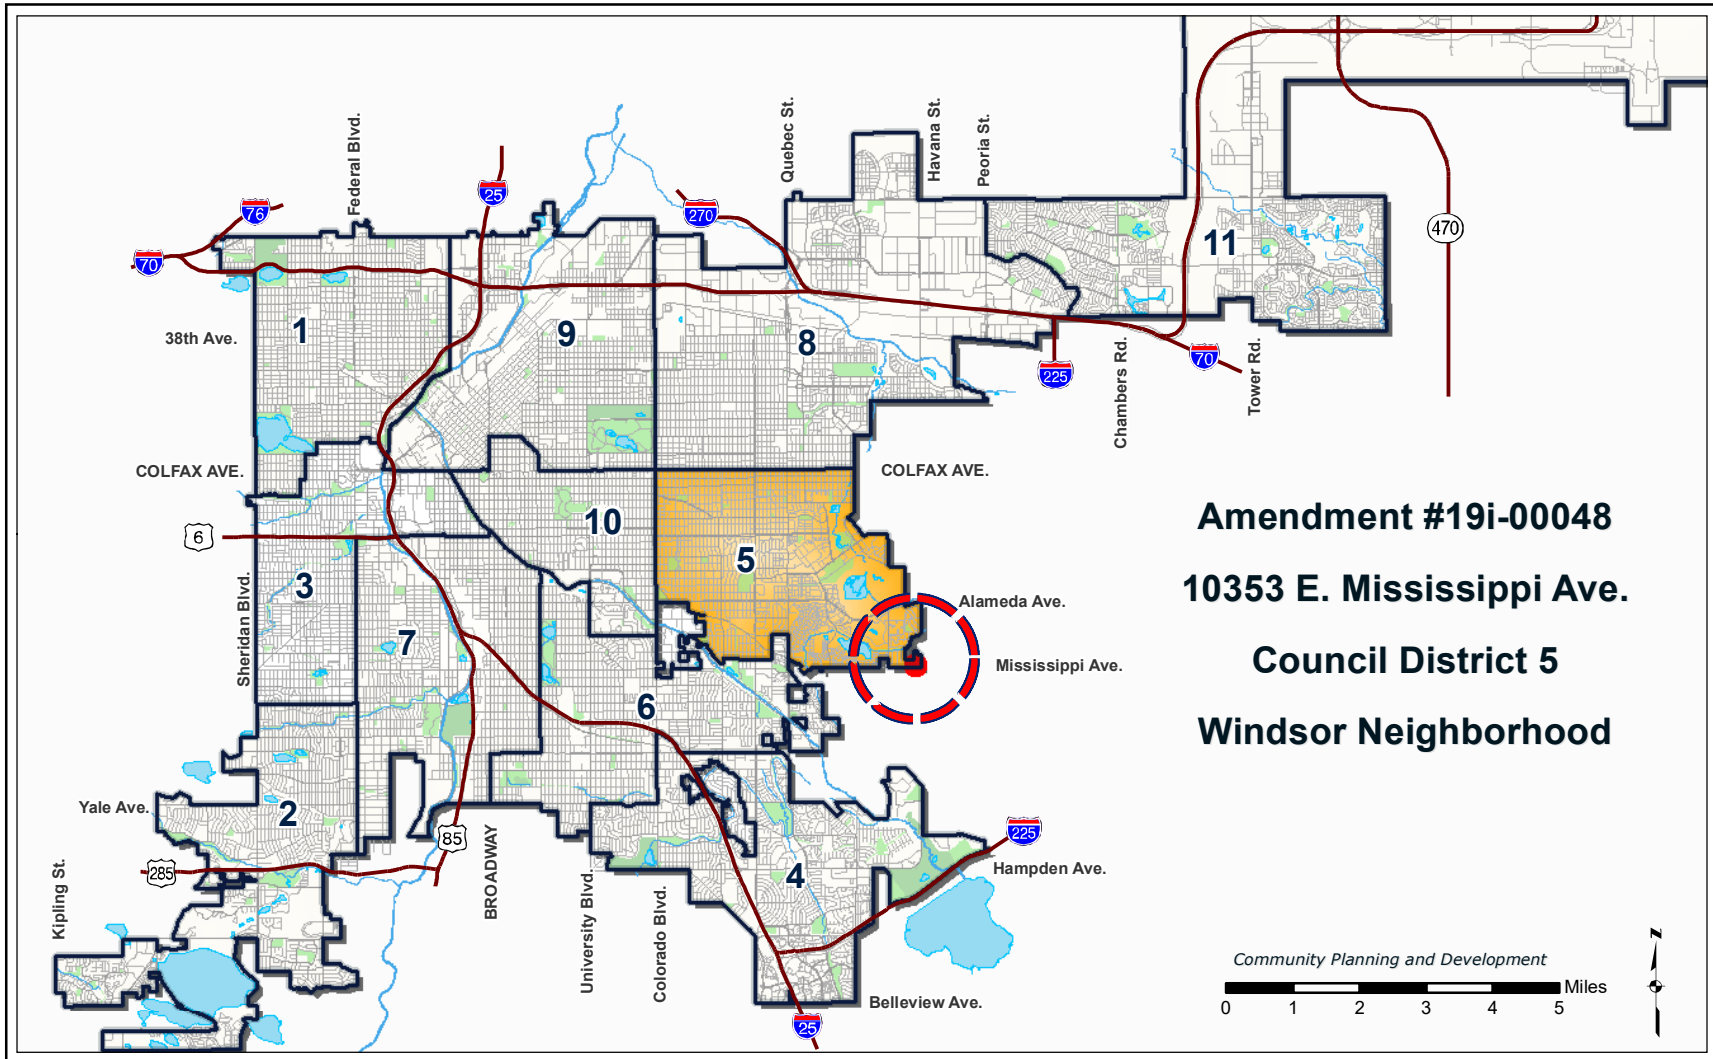 Federal Blvd.
Quebec St.
Havana St.
Peoria St.
25
76
270
70
470
11
1
9
8
38th Ave.
225
70
Chambers Rd.
Tower Rd.
COLFAX AVE.
COLFAX AVE.
10
6
5
3
Sheridan Blvd.
Alameda Ave.
7
Mississippi Ave.
6
Amendment #19i-00048
10353 E. Mississippi Ave.
Council District 5
Windsor Neighborhood
Yale Ave.
2
85
BROADWAY
225
285
4
Hampden Ave.
Kipling St.
University Blvd.
Colorado Blvd.
Belleview Ave.
25
Community Planning and Development
Miles
0 1 2 3 4 5
N